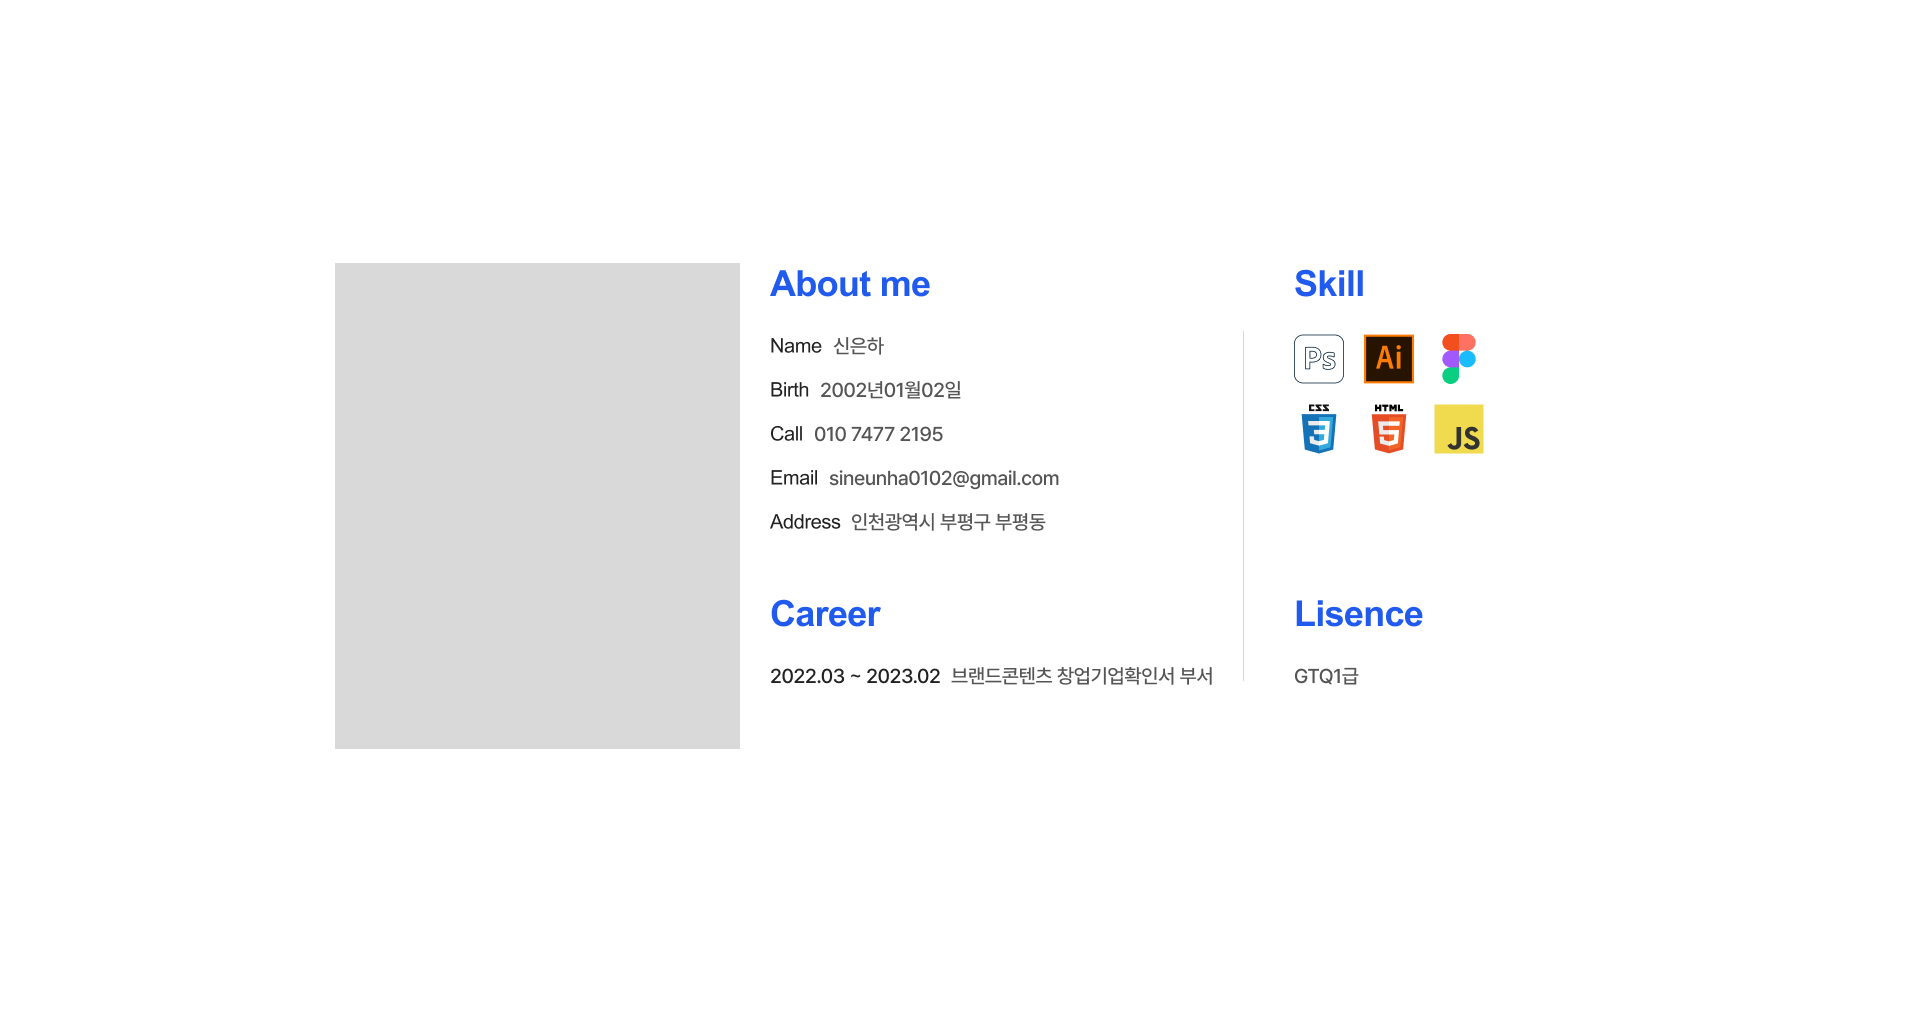 About me
Name 신은하
Birth 2002년01월02일
Call 010 7477 2195
Email sineunha0102@gmail.com
Address 인천광역시 부평구 부평동
Career
2022.03 ~ 2023.02 브랜드콘텐츠 창업기업확인서 부서
Skill
Ps Ai
CSS 3 HTML 5 JS
Lisence
GTQ1급